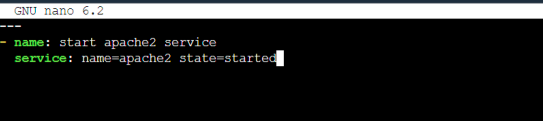 GNU nano 6.2
---
- name: start apache2 service
  service: name=apache2 state=started